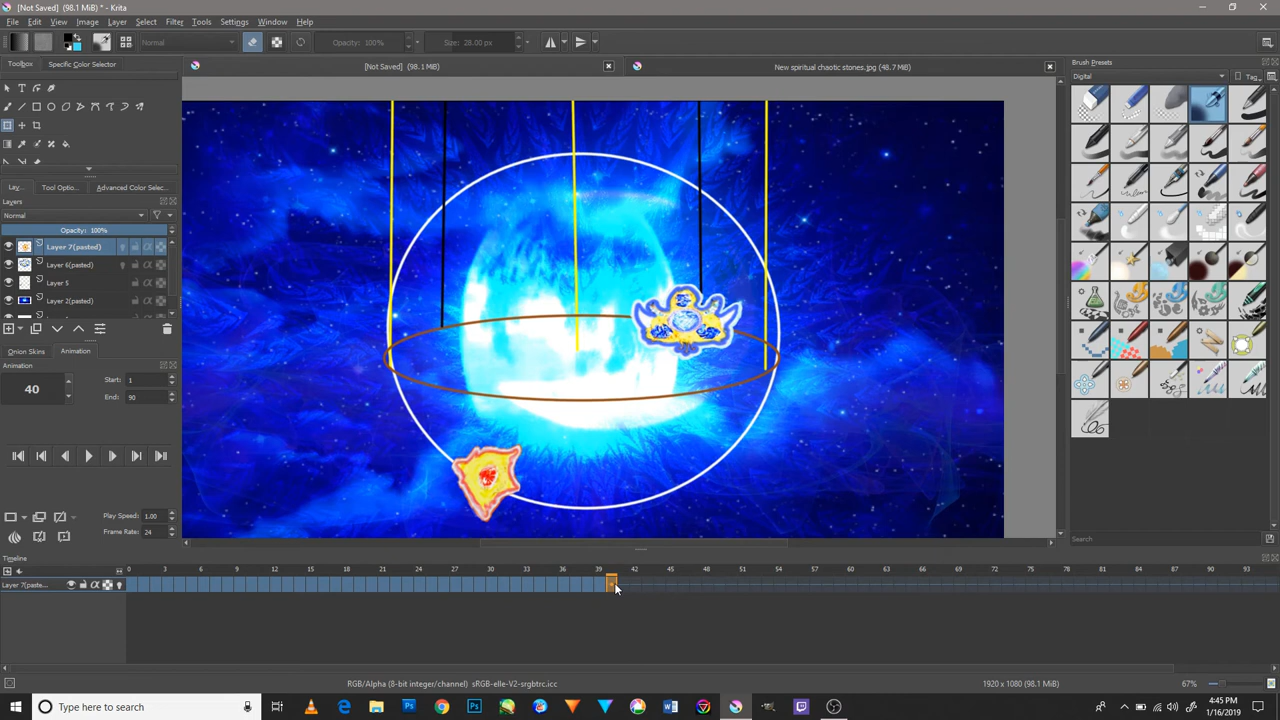 [Not Saved] (98.1 MiB) * - Krita
File Edit View Image Layer Select Filter Tools Settings Window Help
Normal Opacity: 100% Size: 28.00 px
Toolbox Specific Color Selector
[Not Saved] (98.1 MiB)
New spiritual chaotic stones.jpg (48.7 MiB)
Brush Presets
Digital Tag
Lay... Tool Optio... Advanced Color Selec...
Layers
Normal
Opacity: 100%
Layer 7(pasted)
Layer 6(pasted)
Layer 5
Layer 2(pasted)
Onion Skins Animation
Animation
40
Start: 1
End: 90
Play Speed: 1.00
Frame Rate: 24
Search
Timeline
0 3 6 9 12 15 18 21 24 27 30 33 36 39 42 45 48 51 54 57 60 63 66 69 72 75 78 81 84 87 90 93
Layer 7(paste...
RGB/Alpha (8-bit integer/channel) sRGB-elle-V2-srgbtrc.icc
1920 x 1080 (98.1 MiB)
67%
Type here to search
4:45 PM
1/16/2019